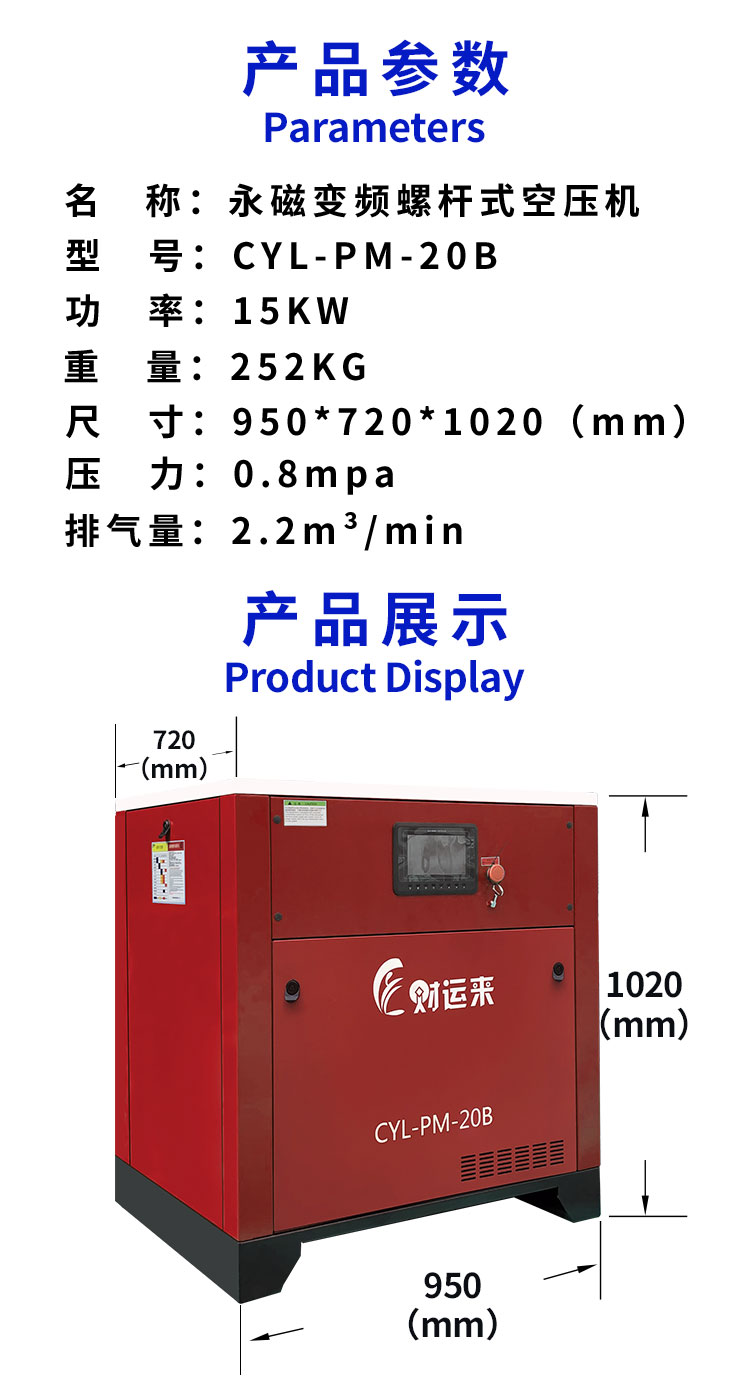 产品参数
Parameters
名 称：永磁变频螺杆式空压机
型 号：CYL-PM-20B
功 率：15KW
重 量：252KG
尺 寸：950*720*1020（mm）
压 力：0.8mpa
排气量：2.2m³/min
产品展示
Product Display
720
（mm）
财运来
1020
（mm）
CYL-PM-20B
950
（mm）